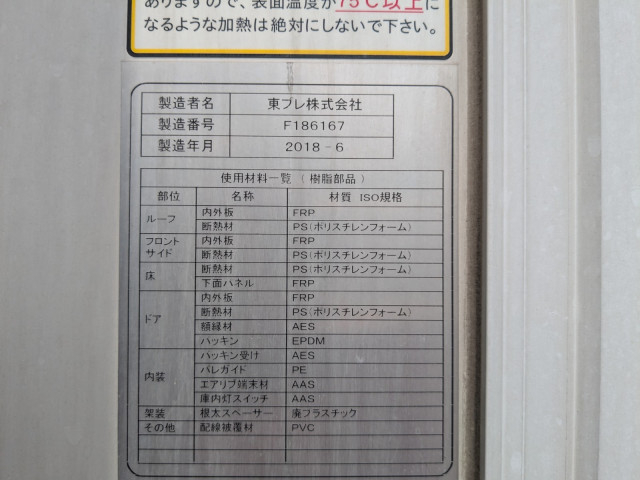 ありますので、表面温度が75℃以上に
なるような加熱は絶対にしないで下さい。
製造者名 東プレ株式会社
製造番号 F186167
製造年月 2018-6
使用材料一覧 (樹脂部品)
部位 名称 材質 ISO規格
ルーフ 内外板 FRP
断熱材 PS(ポリスチレンフォーム)
フロントサイド 内外板 FRP
断熱材 PS(ポリスチレンフォーム)
床 断熱材 PS(ポリスチレンフォーム)
下面パネル FRP
ドア 内外板 FRP
断熱材 PS(ポリスチレンフォーム)
額縁材 AES
パッキン EPDM
内装 パッキン受け AES
パレガイド PE
エアリブ端末材 AAS
庫内灯スイッチ AAS
架装 根太スペーサー 廃プラスチック
その他 配線被覆材 PVC